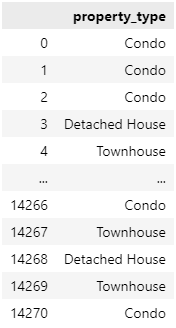 property_type
0 Condo
1 Condo
2 Condo
3 Detached House
4 Townhouse
... ...
14266 Condo
14267 Townhouse
14268 Detached House
14269 Townhouse
14270 Condo